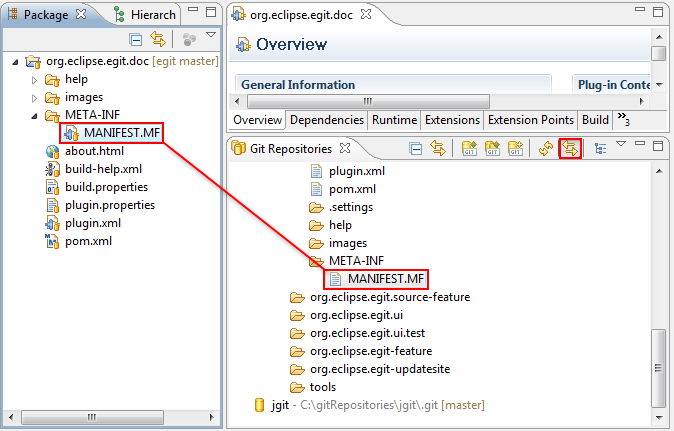 Package
Hierarch
org.eclipse.egit.doc [egit master]
help
images
META-INF
MANIFEST.MF
about.html
build-help.xml
build.properties
plugin.properties
plugin.xml
pom.xml
org.eclipse.egit.doc
Overview
General Information
Plug-in Conte
Overview Dependencies Runtime Extensions Extension Points Build »3
Git Repositories
GIT GIT GIT
plugin.xml
pom.xml
.settings
help
images
META-INF
MANIFEST.MF
org.eclipse.egit.source-feature
org.eclipse.egit.ui
org.eclipse.egit.ui.test
org.eclipse.egit-feature
org.eclipse.egit-updatesite
tools
jgit - C:\gitRepositories\jgit\.git [master]